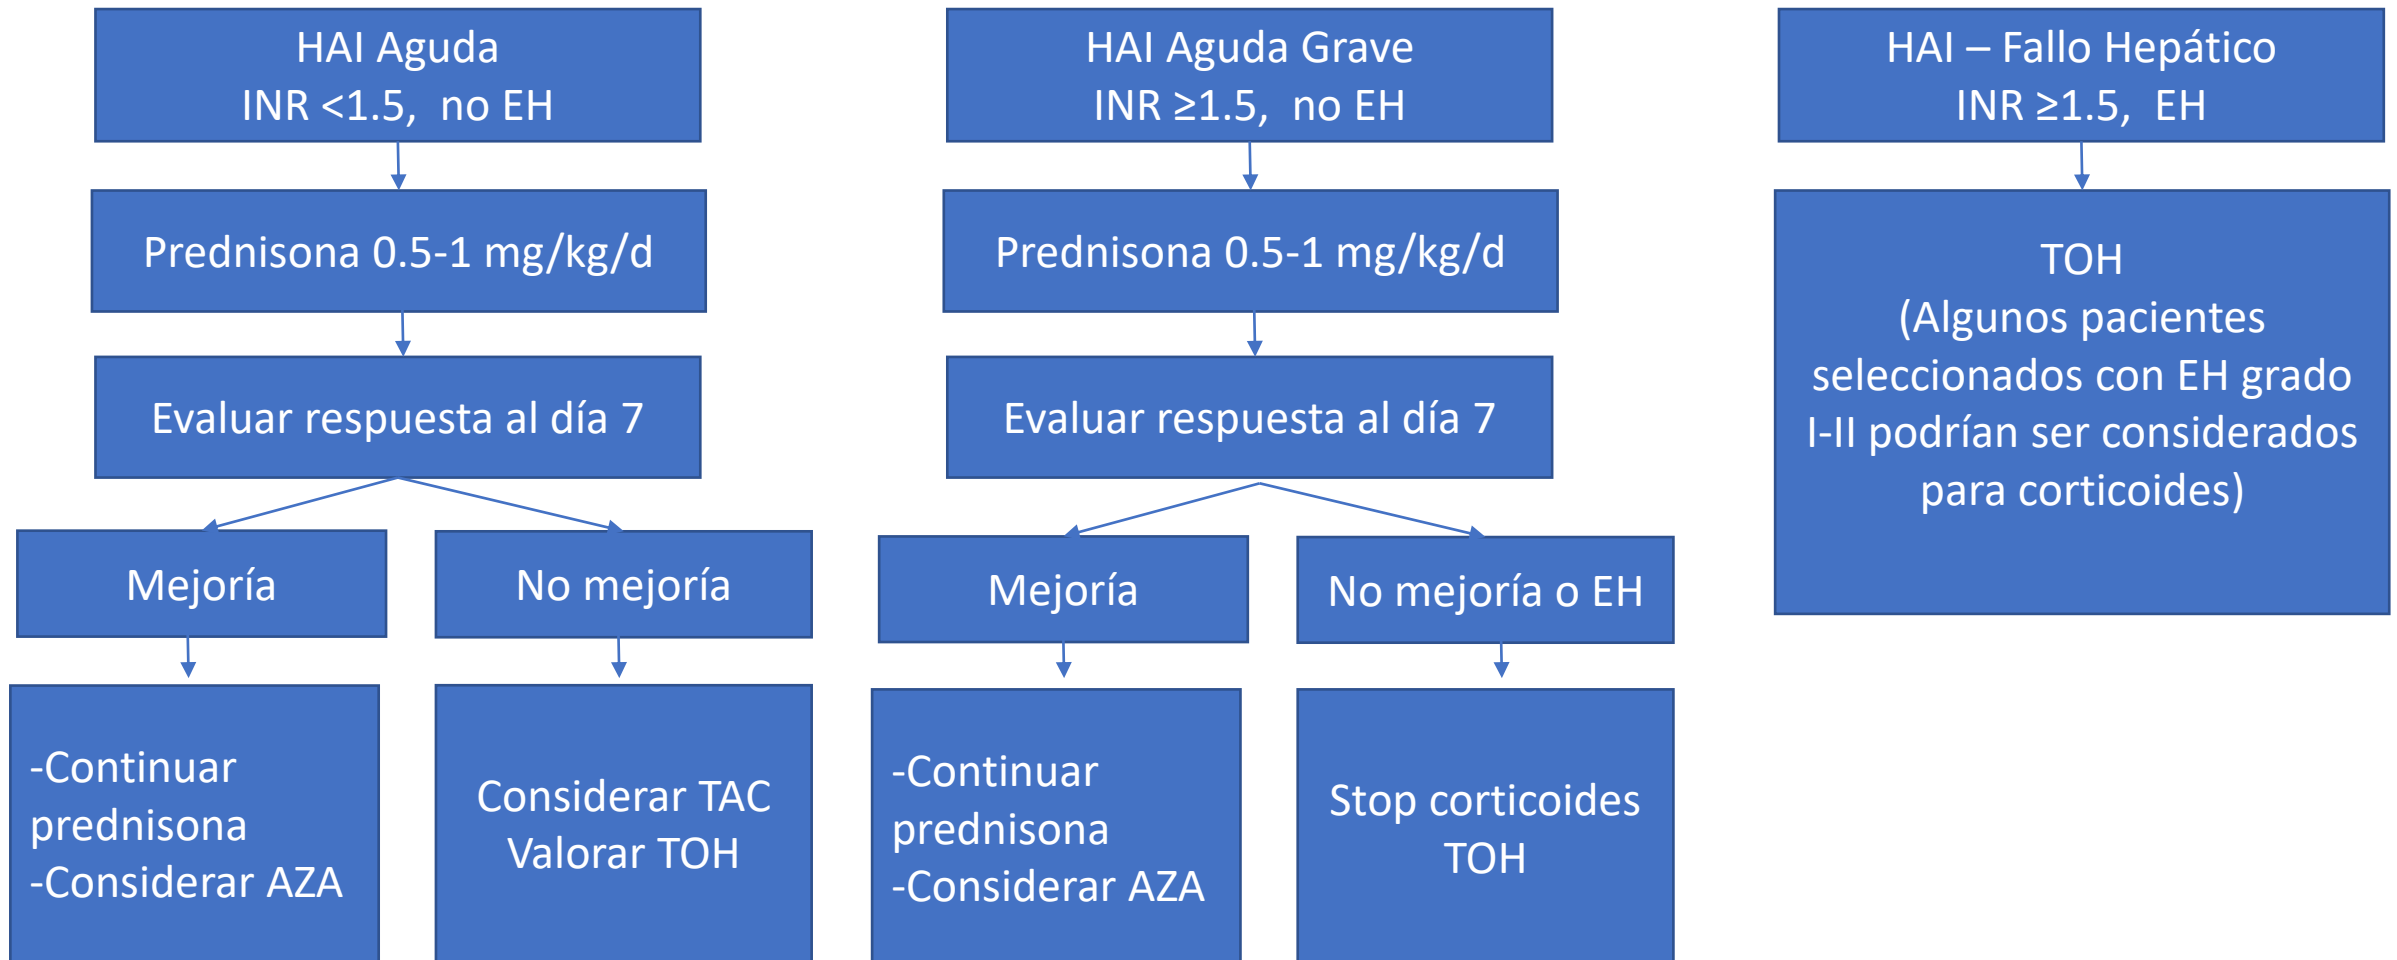 HAI Aguda
INR <1.5,  no EH
HAI Aguda Grave
INR ≥1.5,  no EH
HAI – Fallo Hepático
INR ≥1.5,  EH
Prednisona 0.5-1 mg/kg/d
Prednisona 0.5-1 mg/kg/d
TOH
(Algunos pacientes
seleccionados con EH grado
I-II podrían ser considerados
para corticoides)
Evaluar respuesta al día 7
Evaluar respuesta al día 7
Mejoría
No mejoría
Mejoría
No mejoría o EH
-Continuar
prednisona
-Considerar AZA
Considerar TAC
Valorar TOH
-Continuar
prednisona
-Considerar AZA
Stop corticoides
TOH